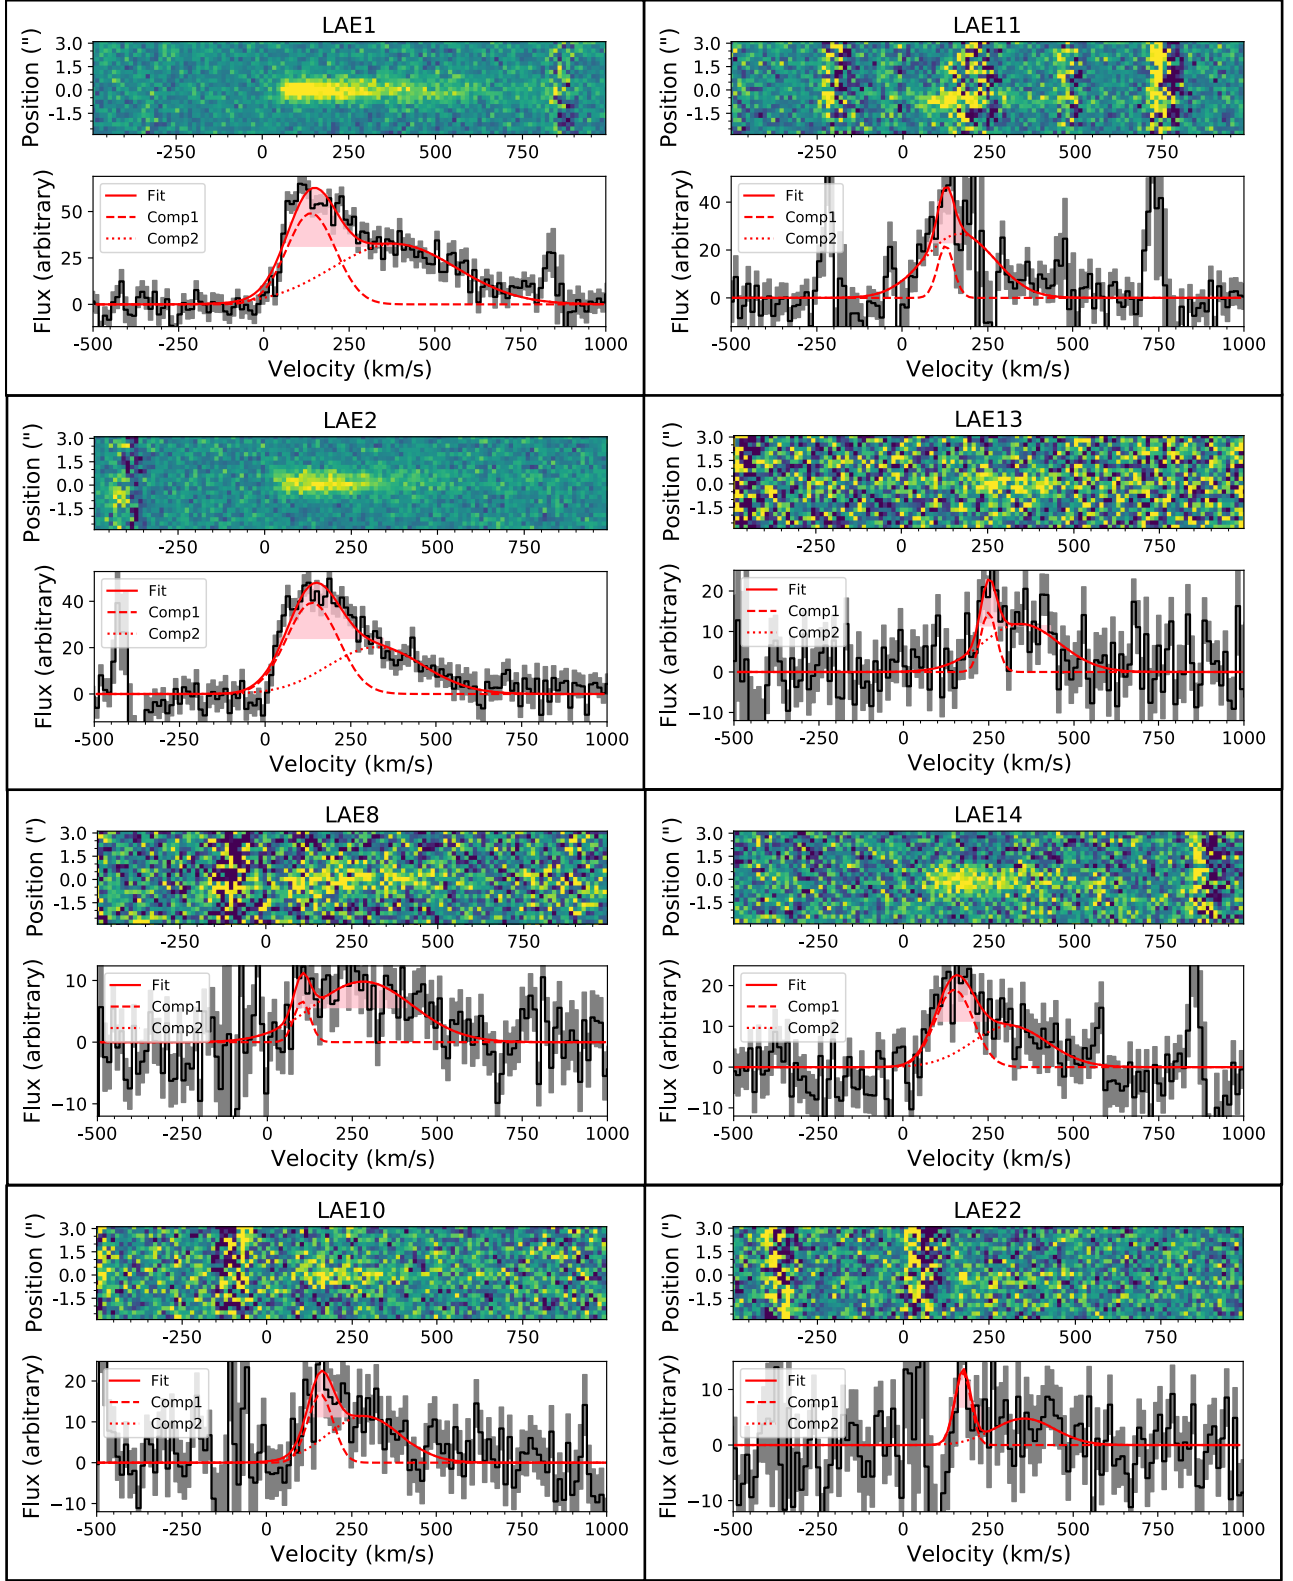 LAE1
Position (")
3.0
1.5
0.0
-1.5
-250 0 250 500 750
Flux (arbitrary)
50
25
0
Fit
Comp1
Comp2
-500 -250 0 250 500 750 1000
Velocity (km/s)
LAE11
Position (")
3.0
1.5
0.0
-1.5
-250 0 250 500 750
Flux (arbitrary)
40
20
0
Fit
Comp1
Comp2
-500 -250 0 250 500 750 1000
Velocity (km/s)
LAE2
Position (")
3.0
1.5
0.0
-1.5
-250 0 250 500 750
Flux (arbitrary)
40
20
0
Fit
Comp1
Comp2
-500 -250 0 250 500 750 1000
Velocity (km/s)
LAE13
Position (")
3.0
1.5
0.0
-1.5
-250 0 250 500 750
Flux (arbitrary)
20
10
0
−10
Fit
Comp1
Comp2
-500 -250 0 250 500 750 1000
Velocity (km/s)
LAE8
Position (")
3.0
1.5
0.0
-1.5
-250 0 250 500 750
Flux (arbitrary)
10
0
−10
Fit
Comp1
Comp2
-500 -250 0 250 500 750 1000
Velocity (km/s)
LAE14
Position (")
3.0
1.5
0.0
-1.5
-250 0 250 500 750
Flux (arbitrary)
20
10
0
−10
Fit
Comp1
Comp2
-500 -250 0 250 500 750 1000
Velocity (km/s)
LAE10
Position (")
3.0
1.5
0.0
-1.5
-250 0 250 500 750
Flux (arbitrary)
20
10
0
−10
Fit
Comp1
Comp2
-500 -250 0 250 500 750 1000
Velocity (km/s)
LAE22
Position (")
3.0
1.5
0.0
-1.5
-250 0 250 500 750
Flux (arbitrary)
10
0
−10
Fit
Comp1
Comp2
-500 -250 0 250 500 750 1000
Velocity (km/s)